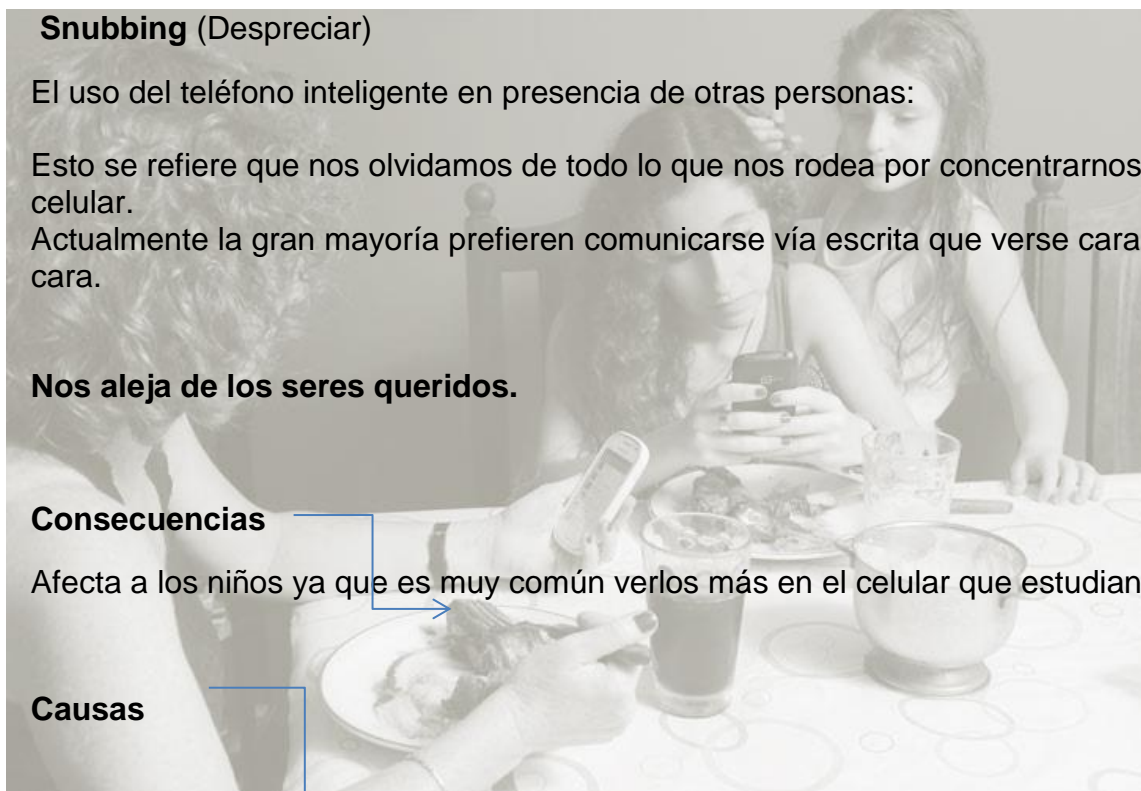 Snubbing (Despreciar)
El uso del teléfono inteligente en presencia de otras personas:
Esto se refiere que nos olvidamos de todo lo que nos rodea por concentrarnos
celular.
Actualmente la gran mayoría prefieren comunicarse vía escrita que verse cara
cara.
Nos aleja de los seres queridos.
Consecuencias
Afecta a los niños ya que es muy común verlos más en el celular que estudian
Causas